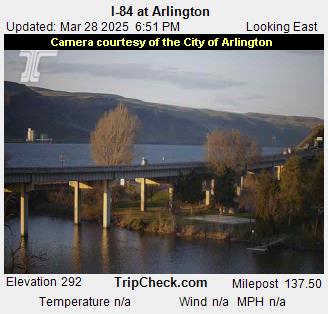 I-84 at Arlington
Updated: Mar 28 2025 6:51 PM Looking East
Camera courtesy of the City of Arlington
Elevation 292 TripCheck.com Milepost 137.50
Temperature n/a Wind n/a MPH n/a